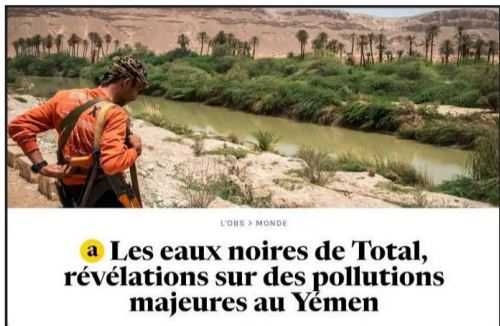 L'OBS > MONDE
a Les eaux noires de Total,
révélations sur des pollutions
majeures au Yémen